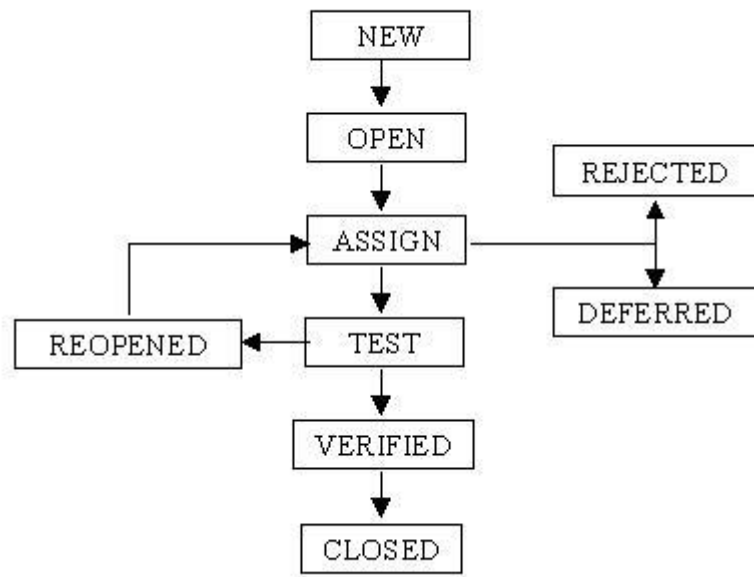 NEW
OPEN
REJECTED
ASSIGN
DEFERRED
REOPENED
TEST
VERIFIED
CLOSED